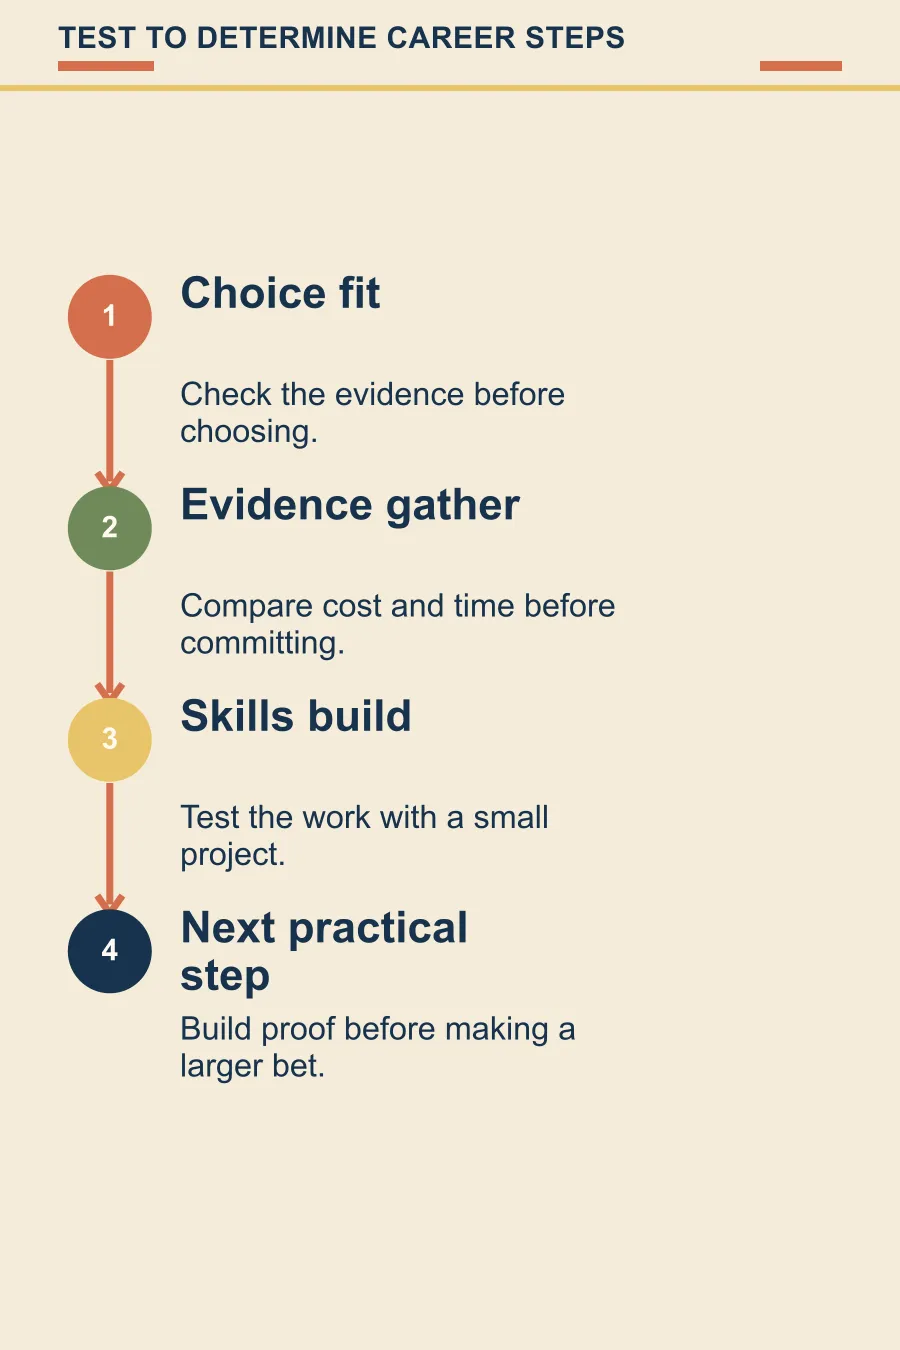 TEST TO DETERMINE CAREER STEPS
1
Choice fit
Check the evidence before
choosing.
2
Evidence gather
Compare cost and time before
committing.
3
Skills build
Test the work with a small
project.
4
Next practical
step
Build proof before making a
larger bet.